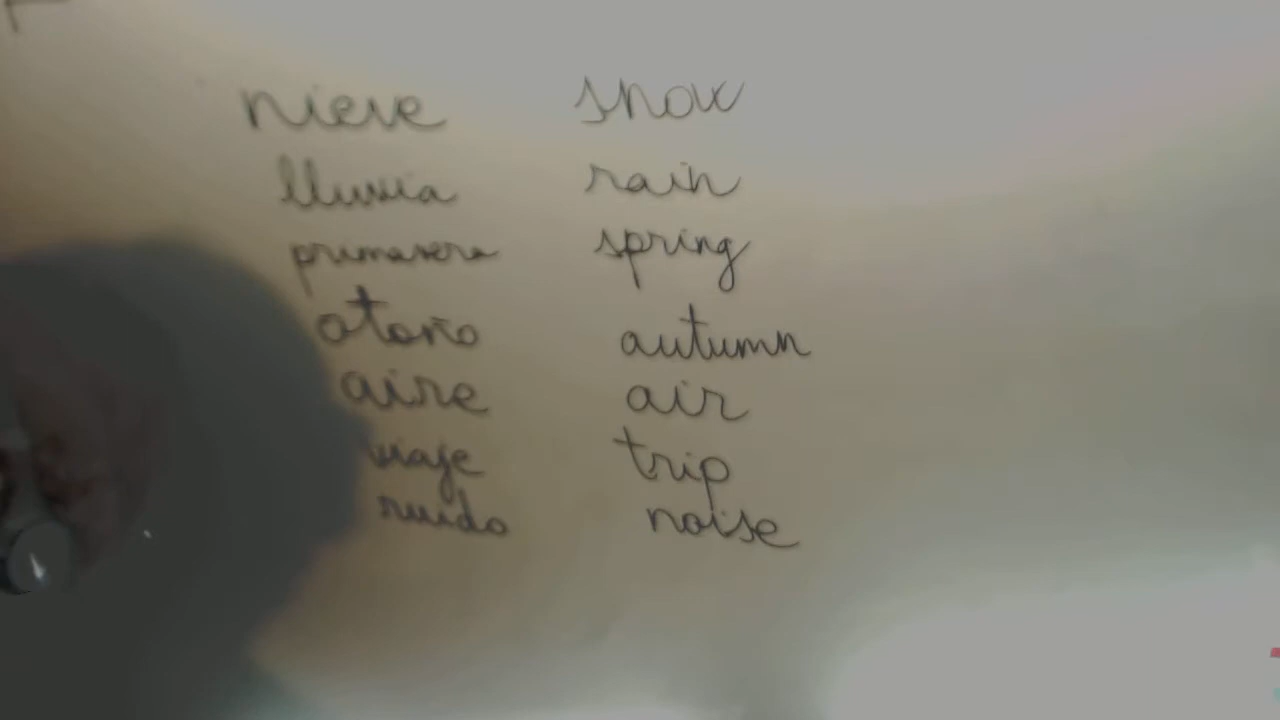 nieve snow
lluvia rain
primavera spring
otoño autumn
aire air
viaje trip
ruido noise